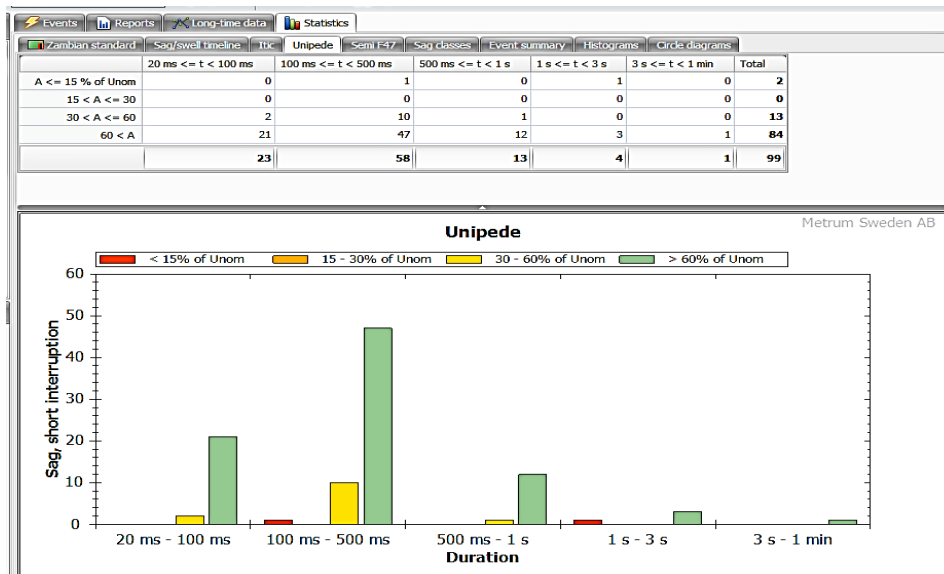 Events Reports Long-time data Statistics
Zambian standard Sag/swell timeline Itic Unipede Semi F47 Sag classes Event summary Histograms Circle diagrams
20 ms <= t < 100 ms 100 ms <= t < 500 ms 500 ms <= t < 1 s 1 s <= t < 3 s 3 s <= t < 1 min Total
A <= 15 % of Unom 0 1 0 1 0 2
15 < A <= 30 0 0 0 0 0 0
30 < A <= 60 2 10 1 0 0 13
60 < A 21 47 12 3 1 84
23 58 13 4 1 99
Metrum Sweden AB
Unipede
< 15% of Unom 15 - 30% of Unom 30 - 60% of Unom > 60% of Unom
Sag, short interruption
60
50
40
30
20
10
0
20 ms - 100 ms 100 ms - 500 ms 500 ms - 1 s 1 s - 3 s 3 s - 1 min
Duration